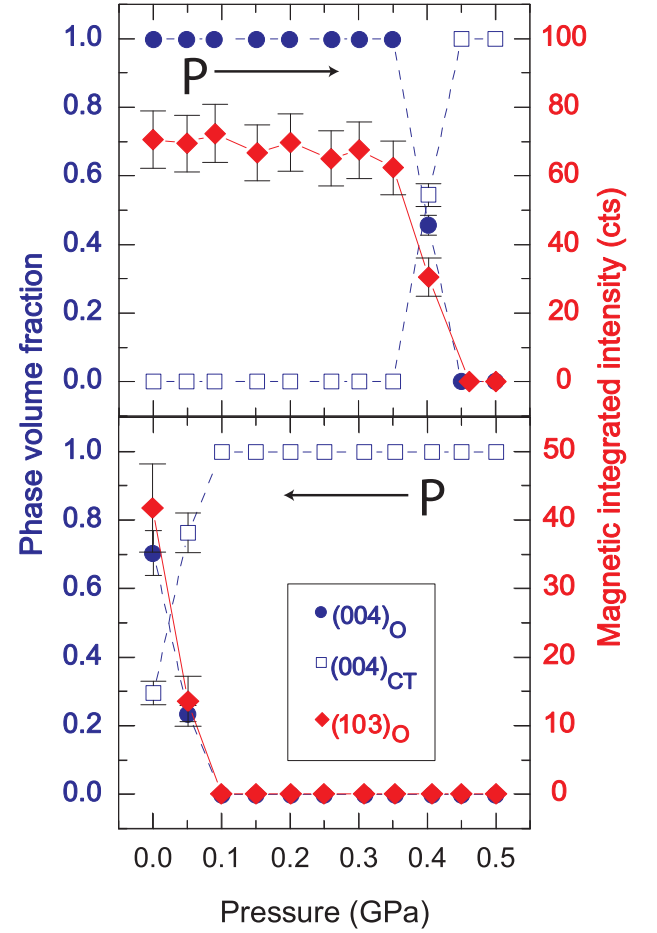 1.0
100
P
0.8
80
0.6
60
0.4
40
0.2
20
0.0
0
Phase volume fraction
Magnetic integrated intensity (cts)
1.0
50
P
0.8
40
0.6
30
(004)O
(004)CT
(103)O
0.4
20
0.2
10
0.0
0
0.0 0.1 0.2 0.3 0.4 0.5
Pressure (GPa)